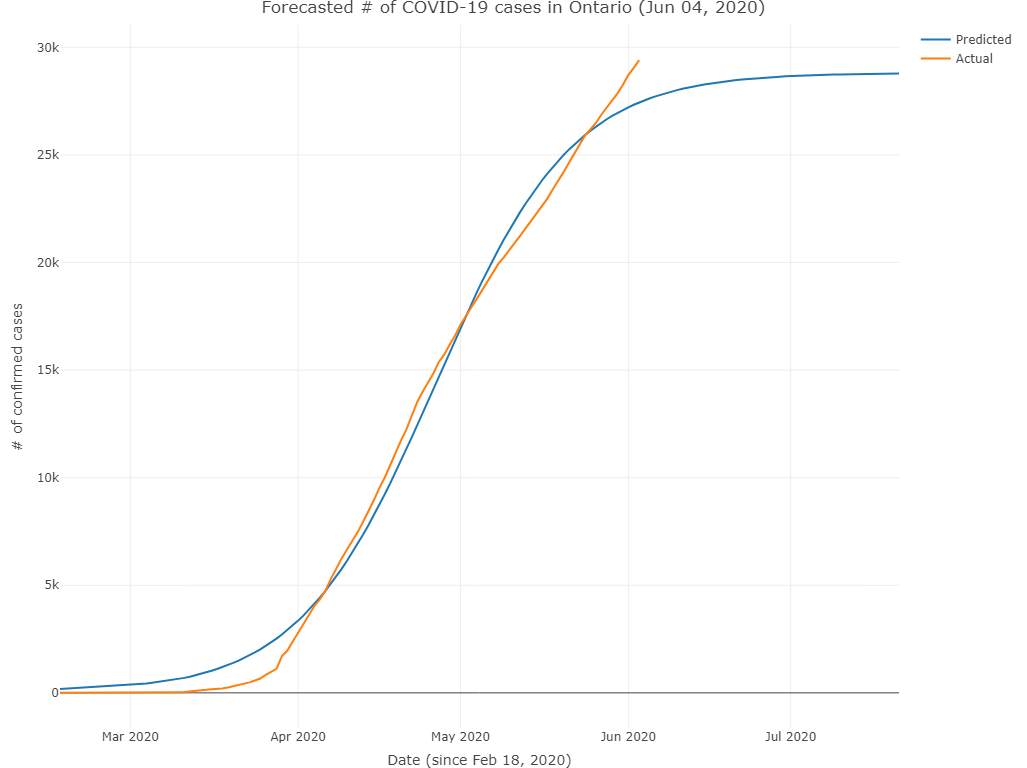 Forecasted # of COVID-19 cases in Ontario (Jun 04, 2020)
Predicted
Actual
30k
25k
20k
15k
10k
5k
0
# of confirmed cases
Mar 2020
Apr 2020
May 2020
Jun 2020
Jul 2020
Date (since Feb 18, 2020)